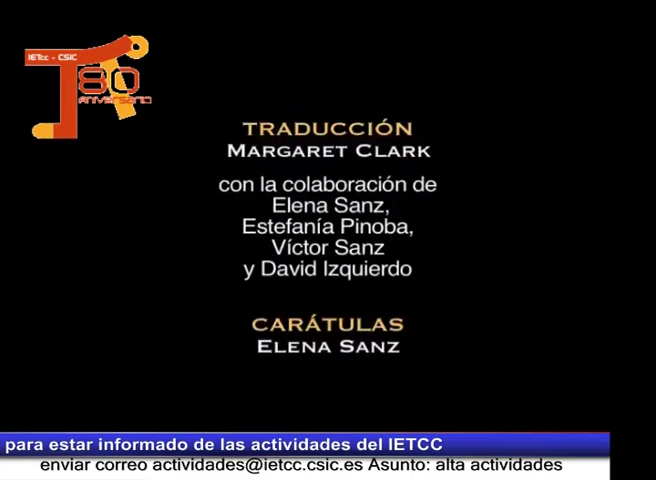 IETcc - CSIC
80
ANIVERSARIO
TRADUCCIÓN
MARGARET CLARK
con la colaboración de
Elena Sanz,
Estefanía Pinoba,
Víctor Sanz
y David Izquierdo
CARÁTULAS
ELENA SANZ
para estar informado de las actividades del IETCC
enviar correo actividades@ietcc.csic.es Asunto: alta actividades